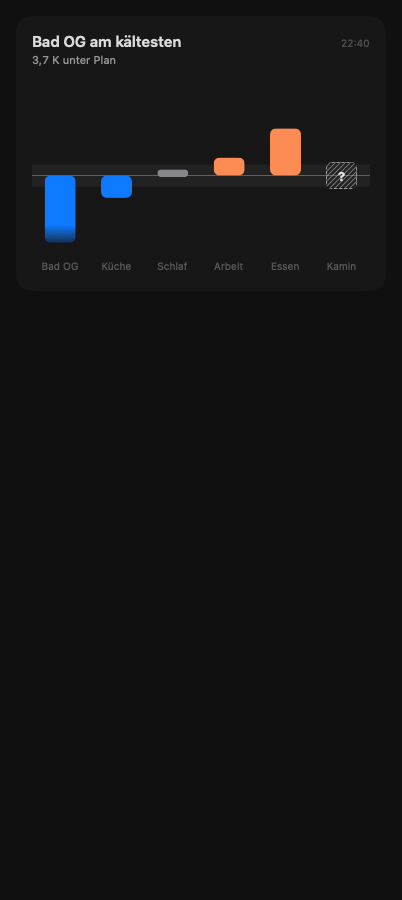 Bad OG am kältesten
22:40
3,7 K unter Plan
?
Bad OG Küche Schlaf Arbeit Essen Kamin